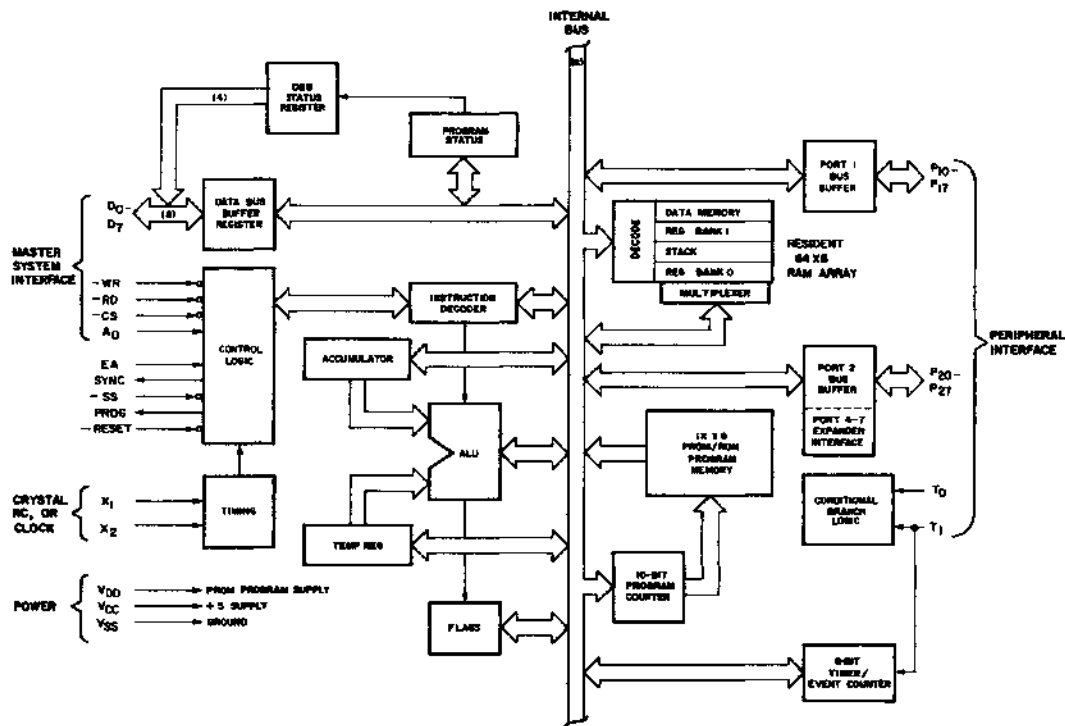 INTERNAL
BUS
(8)
DBB
STATUS
REGISTER
(4)
PROGRAM
STATUS
D0-
D7
(8)
DATA BUS
BUFFER
REGISTER
MASTER
SYSTEM
INTERFACE
-WR
-RD
-CS
A0
EA
SYNC
-SS
PROG
-RESET
CONTROL
LOGIC
INSTRUCTION
DECODER
ACCUMULATOR
ALU
TEMP REG
FLAGS
CRYSTAL
RC, OR
CLOCK
X1
X2
TIMING
POWER
VDD
PROM PROGRAM SUPPLY
VCC
+5 SUPPLY
VSS
GROUND
PORT 1
BUS
BUFFER
P10-
P17
DECODE
DATA MEMORY
REG BANK 1
STACK
REG BANK 0
MULTIPLEXER
RESIDENT
64 X8
RAM ARRAY
PERIPHERAL
INTERFACE
PORT 2
BUS
BUFFER
PORT 4-7
EXPANDER
INTERFACE
P20-
P27
1K X 8
PROM/ROM
PROGRAM
MEMORY
CONDITIONAL
BRANCH
LOGIC
T0
T1
10-BIT
PROGRAM
COUNTER
8-BIT
TIMER/
EVENT COUNTER